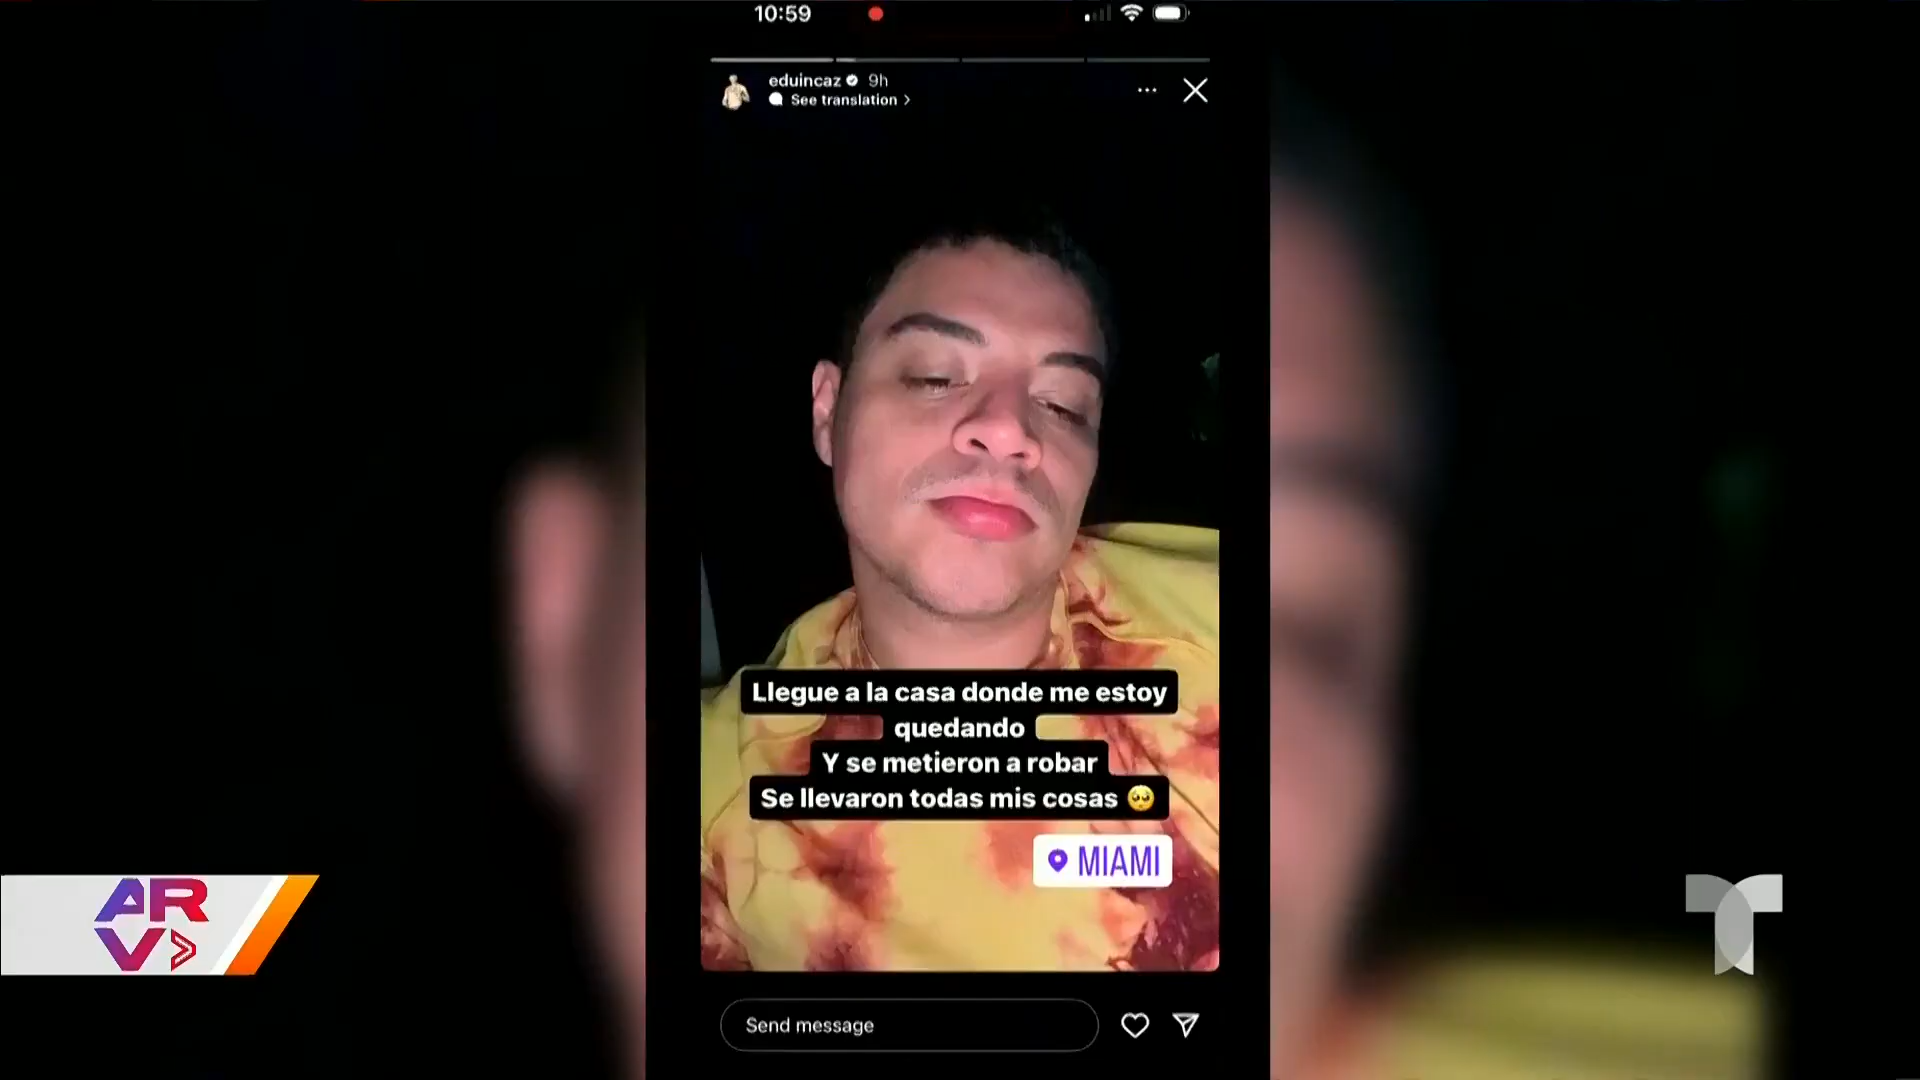 10:59
eduincaz 9h
See translation >
Llegue a la casa donde me estoy
quedando
Y se metieron a robar
Se llevaron todas mis cosas 🥺
MIAMI
Send message
ARV
T